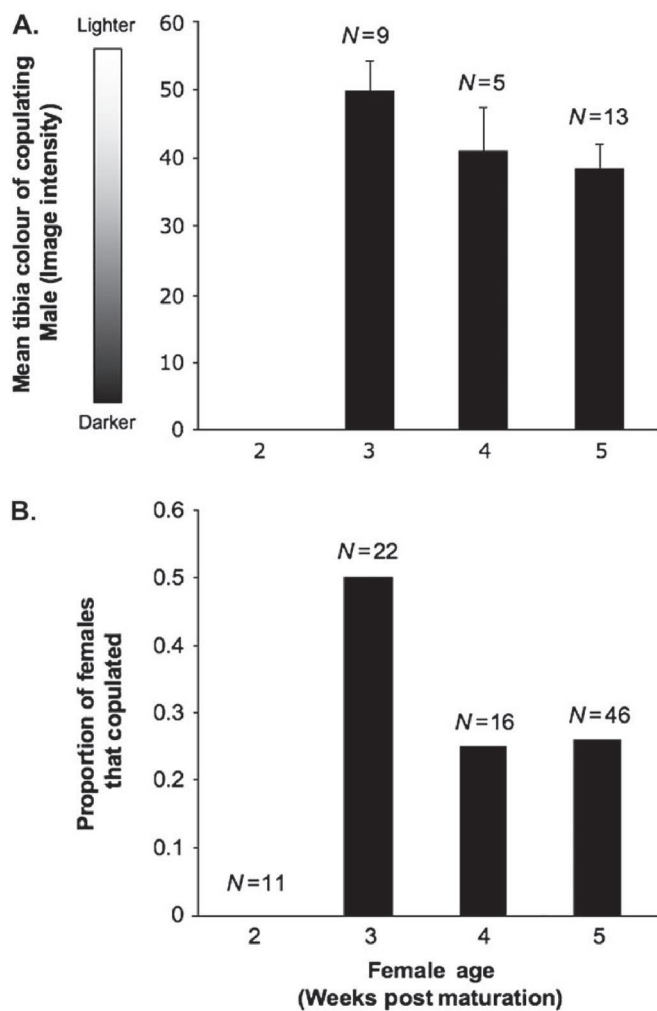 A.
Lighter
Darker
Mean tibia colour of copulating
Male (Image intensity)
60
50
40
30
20
10
0
N=9
N=5
N=13
2 3 4 5
B.
Proportion of females
that copulated
0.6
0.5
0.4
0.3
0.2
0.1
0
N=11
N=22
N=16
N=46
2 3 4 5
Female age
(Weeks post maturation)